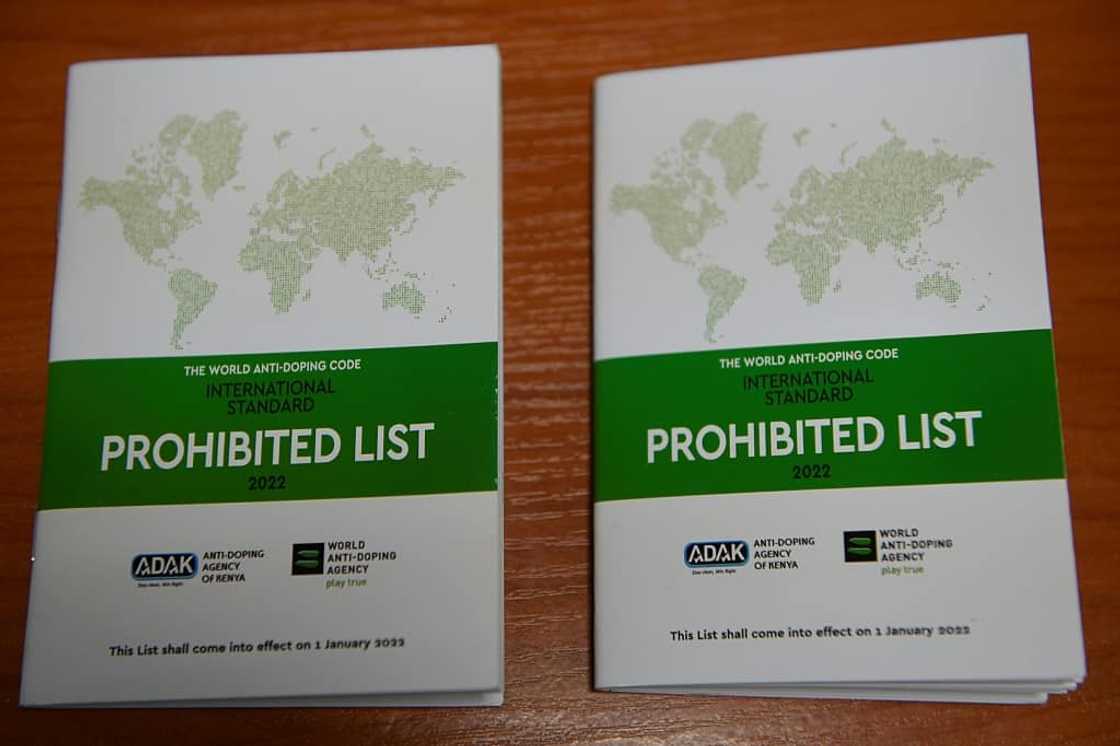 THE WORLD ANTI-DOPING CODE
INTERNATIONAL
STANDARD
PROHIBITED LIST
2022
ADAK
ANTI-DOPING
AGENCY
OF KENYA
WORLD
ANTI-DOPING
AGENCY
play true
This List shall come into effect on 1 January 2022
THE WORLD ANTI-DOPING CODE
INTERNATIONAL
STANDARD
PROHIBITED LIST
2022
ADAK
ANTI-DOPING
AGENCY
OF KENYA
WORLD
ANTI-DOPING
AGENCY
play true
This List shall come into effect on 1 January 2022